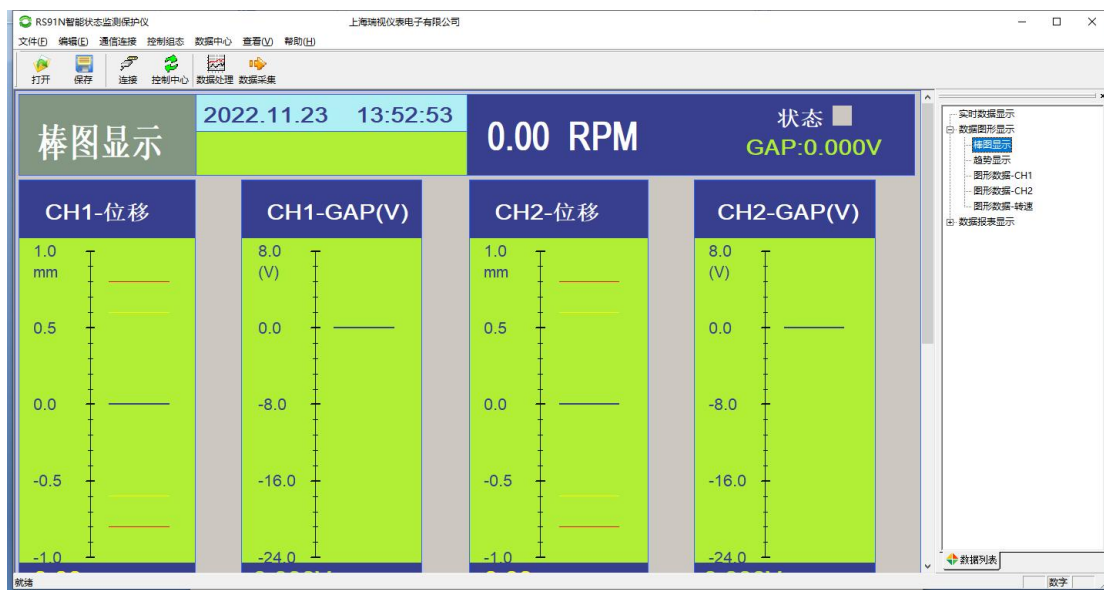 RS91N智能状态监测保护仪 上海瑞视仪表电子有限公司
文件(F) 编辑(E) 通信连接 控制组态 数据中心 查看(V) 帮助(H)
打开 保存 连接 控制中心 数据处理 数据采集
棒图显示
2022.11.23 13:52:53
0.00 RPM
状态
GAP:0.000V
CH1-位移
1.0
mm
0.5
0.0
-0.5
-1.0
CH1-GAP(V)
8.0
(V)
0.0
-8.0
-16.0
-24.0
CH2-位移
1.0
mm
0.5
0.0
-0.5
-1.0
CH2-GAP(V)
8.0
(V)
0.0
-8.0
-16.0
-24.0
实时数据显示
数据图形显示
棒图显示
趋势显示
图形数据-CH1
图形数据-CH2
图形数据-转速
数据报表显示
数据列表
就绪
数字